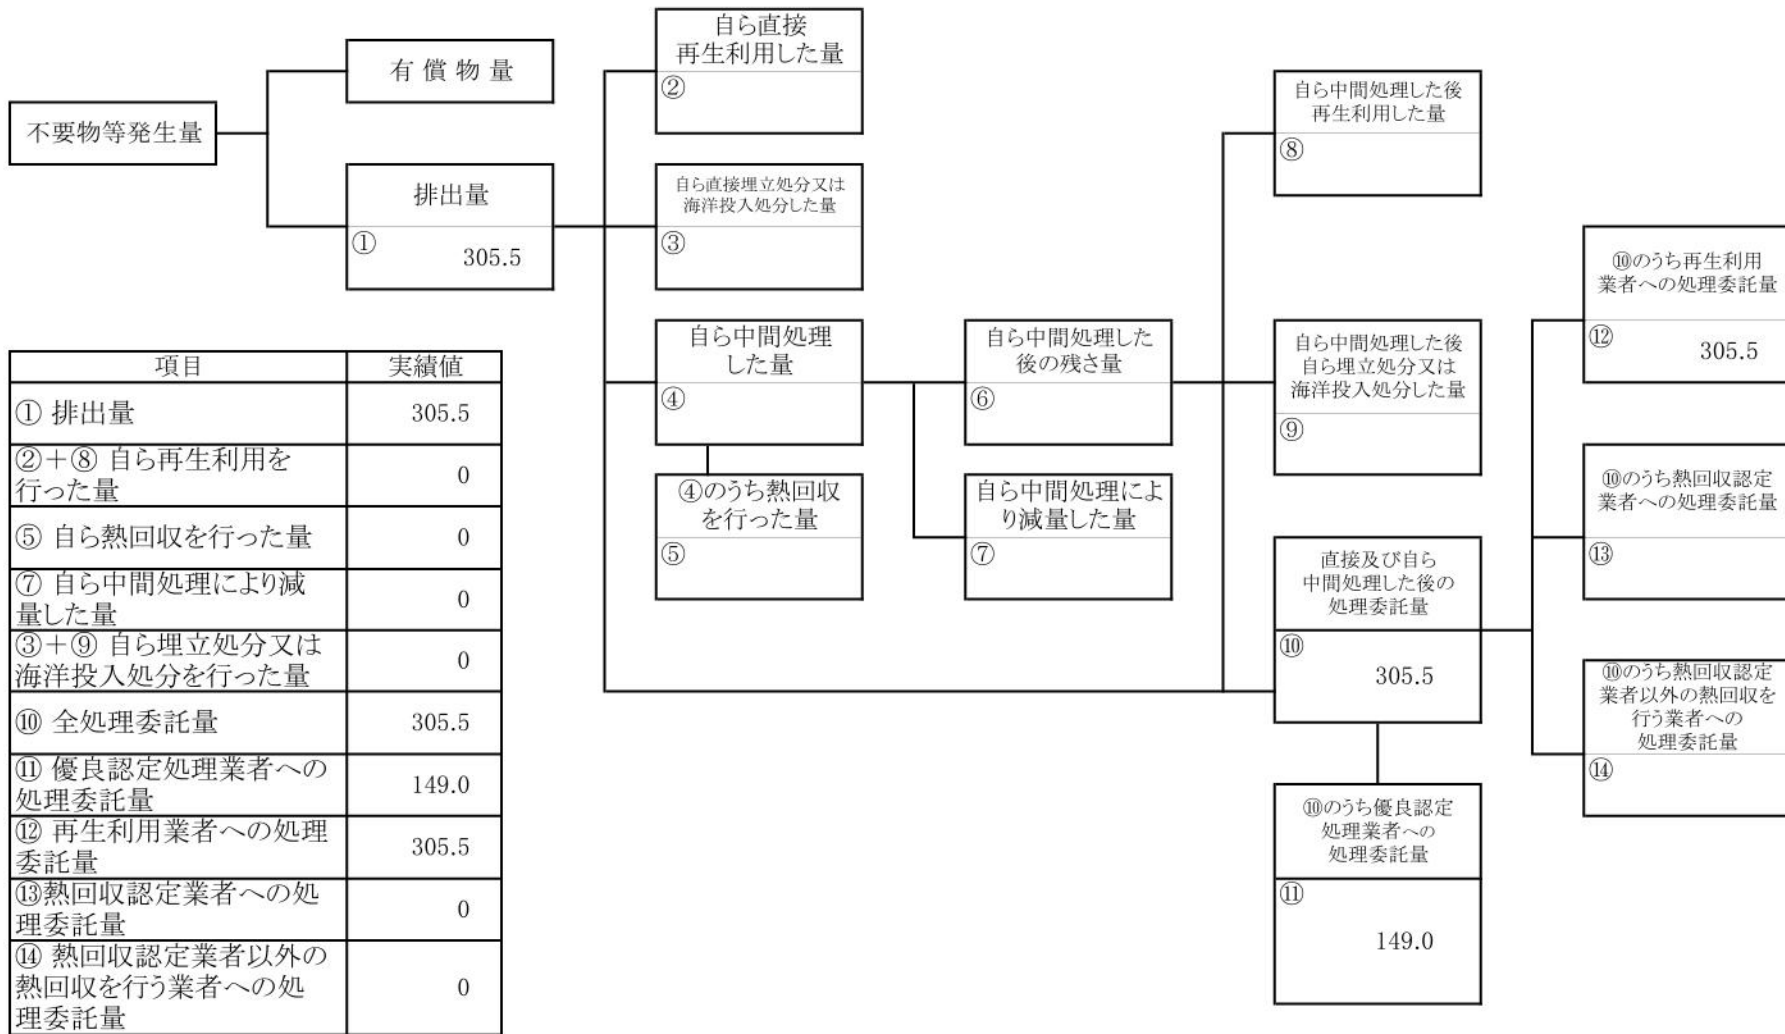 不要物等発生量
有償物量
排出量
①
305.5
自ら直接
再生利用した量
②
自ら直接埋立処分又は
海洋投入処分した量
③
自ら中間処理
した量
④
④のうち熱回収
を行った量
⑤
自ら中間処理した
後の残さ量
⑥
自ら中間処理によ
り減量した量
⑦
自ら中間処理した後
再生利用した量
⑧
自ら中間処理した後
自ら埋立処分又は
海洋投入処分した量
⑨
直接及び自ら
中間処理した後の
処理委託量
⑩
305.5
⑩のうち優良認定
処理業者への
処理委託量
⑪
149.0
⑩のうち再生利用
業者への処理委託量
⑫
305.5
⑩のうち熱回収認定
業者への処理委託量
⑬
⑩のうち熱回収認定
業者以外の熱回収を
行う業者への
処理委託量
⑭
項目 実績値
① 排出量 305.5
②+⑧ 自ら再生利用を
行った量 0
⑤ 自ら熱回収を行った量 0
⑦ 自ら中間処理により減
量した量 0
③+⑨ 自ら埋立処分又は
海洋投入処分を行った量 0
⑩ 全処理委託量 305.5
⑪ 優良認定処理業者への
処理委託量 149.0
⑫ 再生利用業者への処理
委託量 305.5
⑬熱回収認定業者への処
理委託量 0
⑭ 熱回収認定業者以外の
熱回収を行う業者への処
理委託量 0